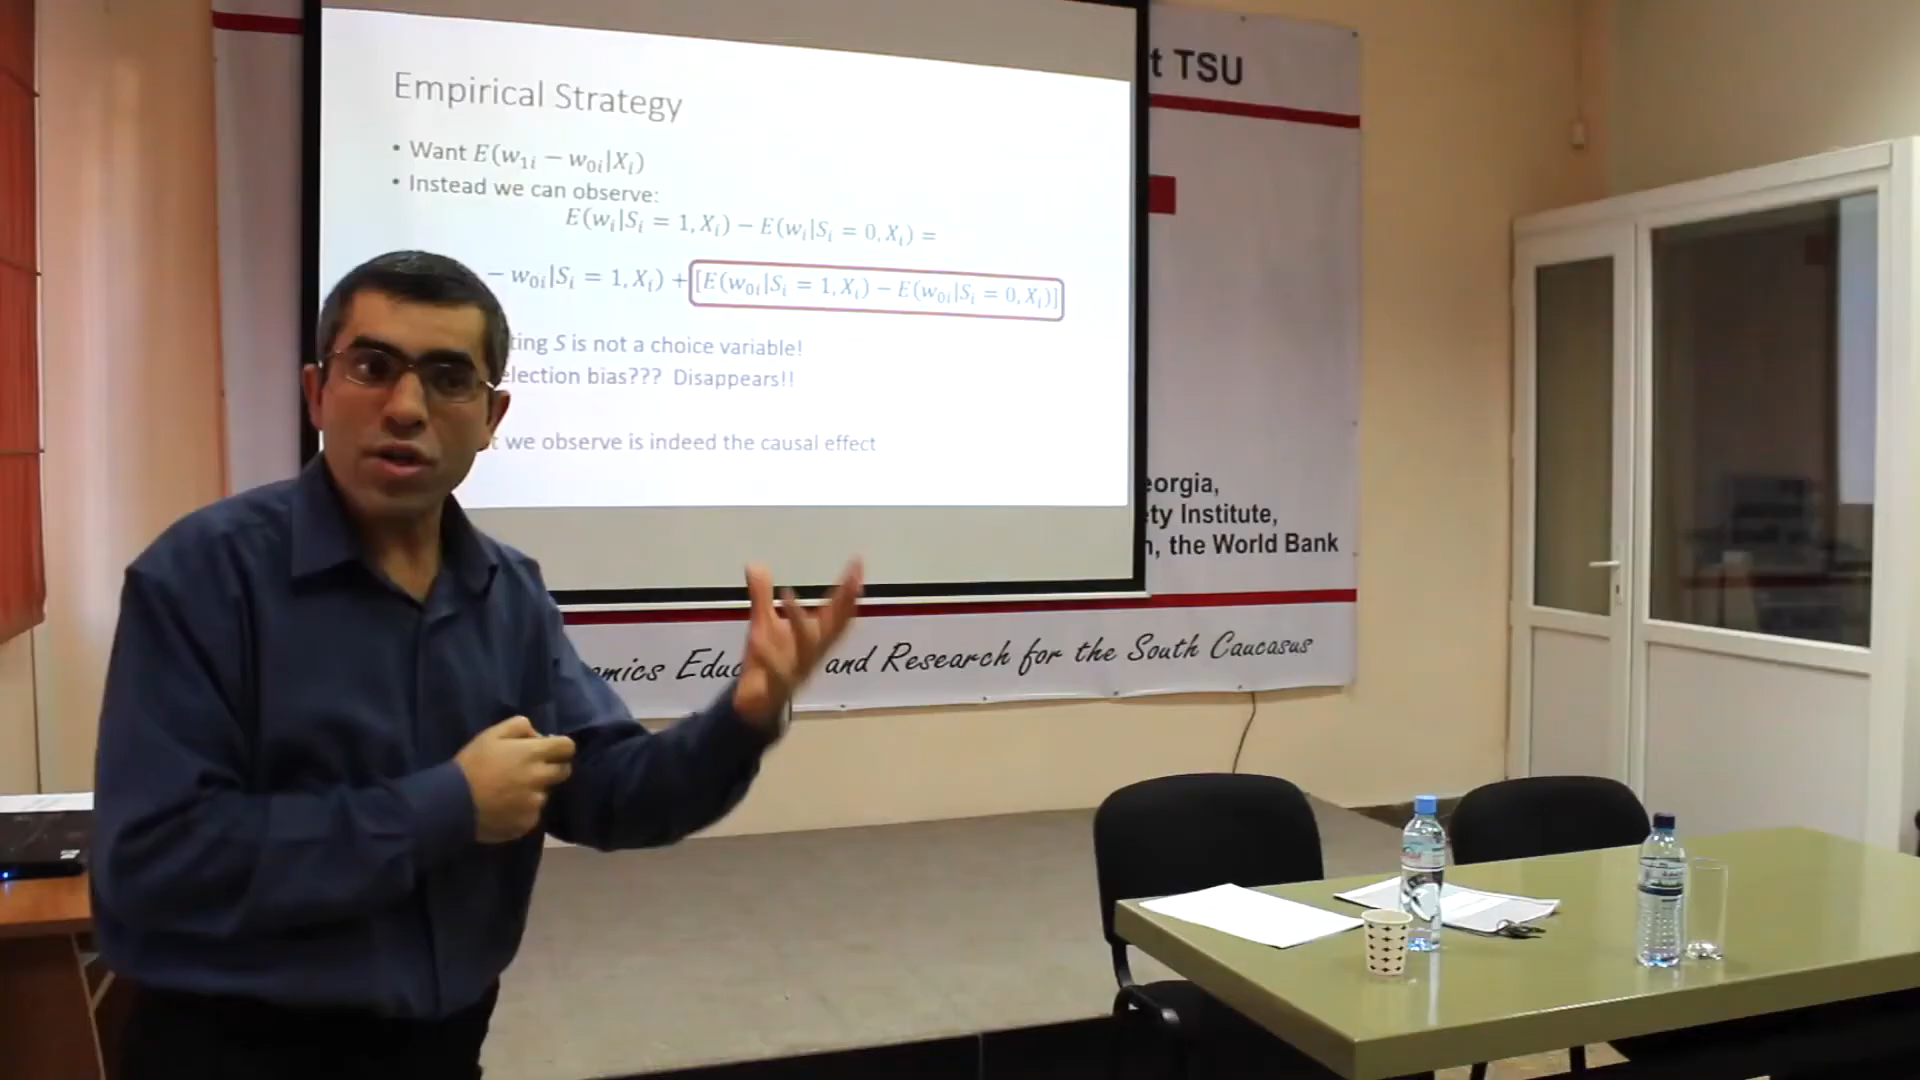 t TSU
Empirical Strategy
• Want E(w₁ᵢ − w₀ᵢ|Xᵢ)
• Instead we can observe:
E(wᵢ|Sᵢ = 1, Xᵢ) − E(wᵢ|Sᵢ = 0, Xᵢ) =
− w₀ᵢ|Sᵢ = 1, Xᵢ) + [E(w₀ᵢ|Sᵢ = 1, Xᵢ) − E(w₀ᵢ|Sᵢ = 0, Xᵢ)]
ting S is not a choice variable!
election bias??? Disappears!!
t we observe is indeed the causal effect
eorgia,
ty Institute,
n, the World Bank
omics Edu and Research for the South Caucasus